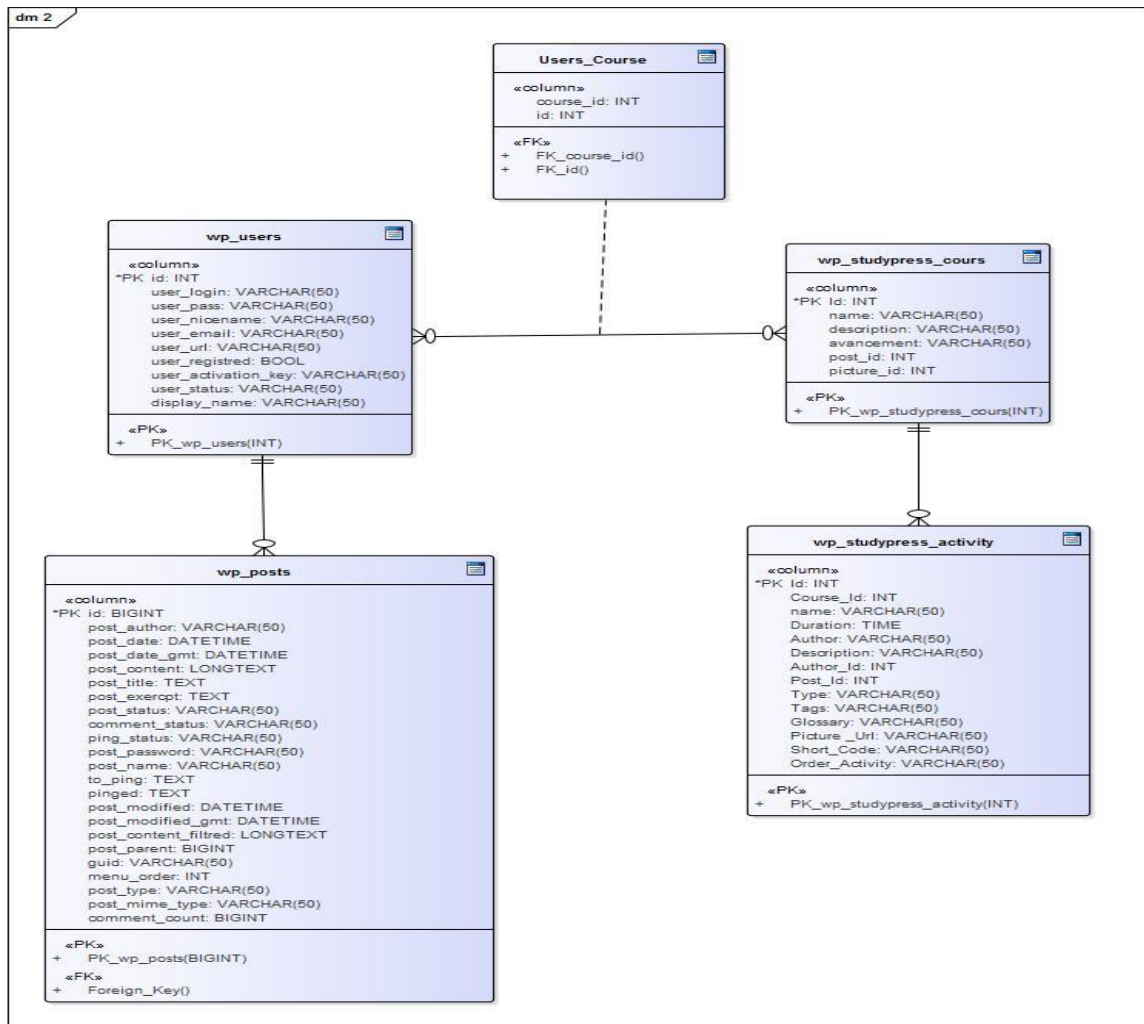 dm 2
Users_Course
«column»
course_id: INT
id: INT
«FK»
+ FK_course_id()
+ FK_id()
wp_users
«column»
*PK id: INT
user_login: VARCHAR(50)
user_pass: VARCHAR(50)
user_nicename: VARCHAR(50)
user_email: VARCHAR(50)
user_url: VARCHAR(50)
user_registred: BOOL
user_activation_key: VARCHAR(50)
user_status: VARCHAR(50)
display_name: VARCHAR(50)
«PK»
+ PK_wp_users(INT)
wp_studypress_cours
«column»
*PK Id: INT
name: VARCHAR(50)
description: VARCHAR(50)
avancement: VARCHAR(50)
post_id: INT
picture_id: INT
«PK»
+ PK_wp_studypress_cours(INT)
wp_posts
«column»
*PK id: BIGINT
post_author: VARCHAR(50)
post_date: DATETIME
post_date_gmt: DATETIME
post_content: LONGTEXT
post_title: TEXT
post_exercpt: TEXT
post_status: VARCHAR(50)
comment_status: VARCHAR(50)
ping_status: VARCHAR(50)
post_password: VARCHAR(50)
post_name: VARCHAR(50)
to_ping: TEXT
pinged: TEXT
post_modified: DATETIME
post_modified_gmt: DATETIME
post_content_filtred: LONGTEXT
post_parent: BIGINT
guid: VARCHAR(50)
menu_order: INT
post_type: VARCHAR(50)
post_mime_type: VARCHAR(50)
comment_count: BIGINT
«PK»
+ PK_wp_posts(BIGINT)
«FK»
+ Foreign_Key()
wp_studypress_activity
«column»
*PK Id: INT
Course_Id: INT
name: VARCHAR(50)
Duration: TIME
Author: VARCHAR(50)
Description: VARCHAR(50)
Author_Id: INT
Post_Id: INT
Type: VARCHAR(50)
Tags: VARCHAR(50)
Glossary: VARCHAR(50)
Picture _Url: VARCHAR(50)
Short_Code: VARCHAR(50)
Order_Activity: VARCHAR(50)
«PK»
+ PK_wp_studypress_activity(INT)